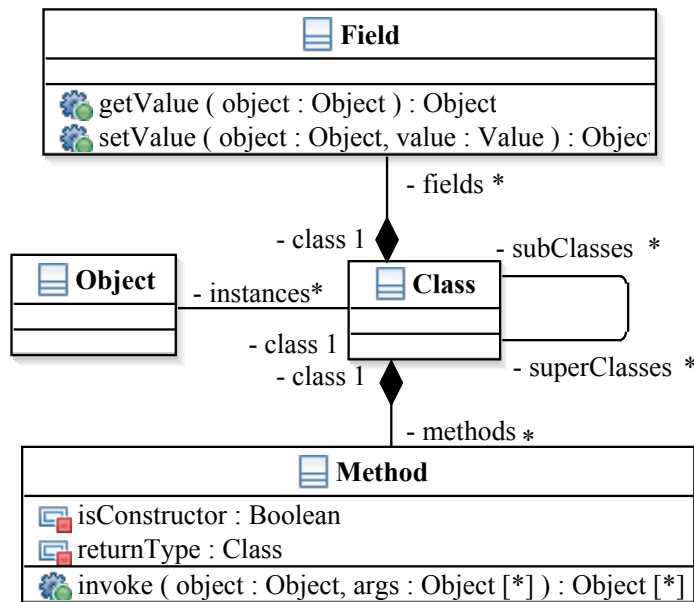 Field
getValue ( object : Object ) : Object
setValue ( object : Object, value : Value ) : Objec
- fields *
- class 1
- subClasses *
Object
- instances*
Class
- class 1
- class 1
- superClasses *
- methods *
Method
isConstructor : Boolean
returnType : Class
invoke ( object : Object, args : Object [*] ) : Object [*]